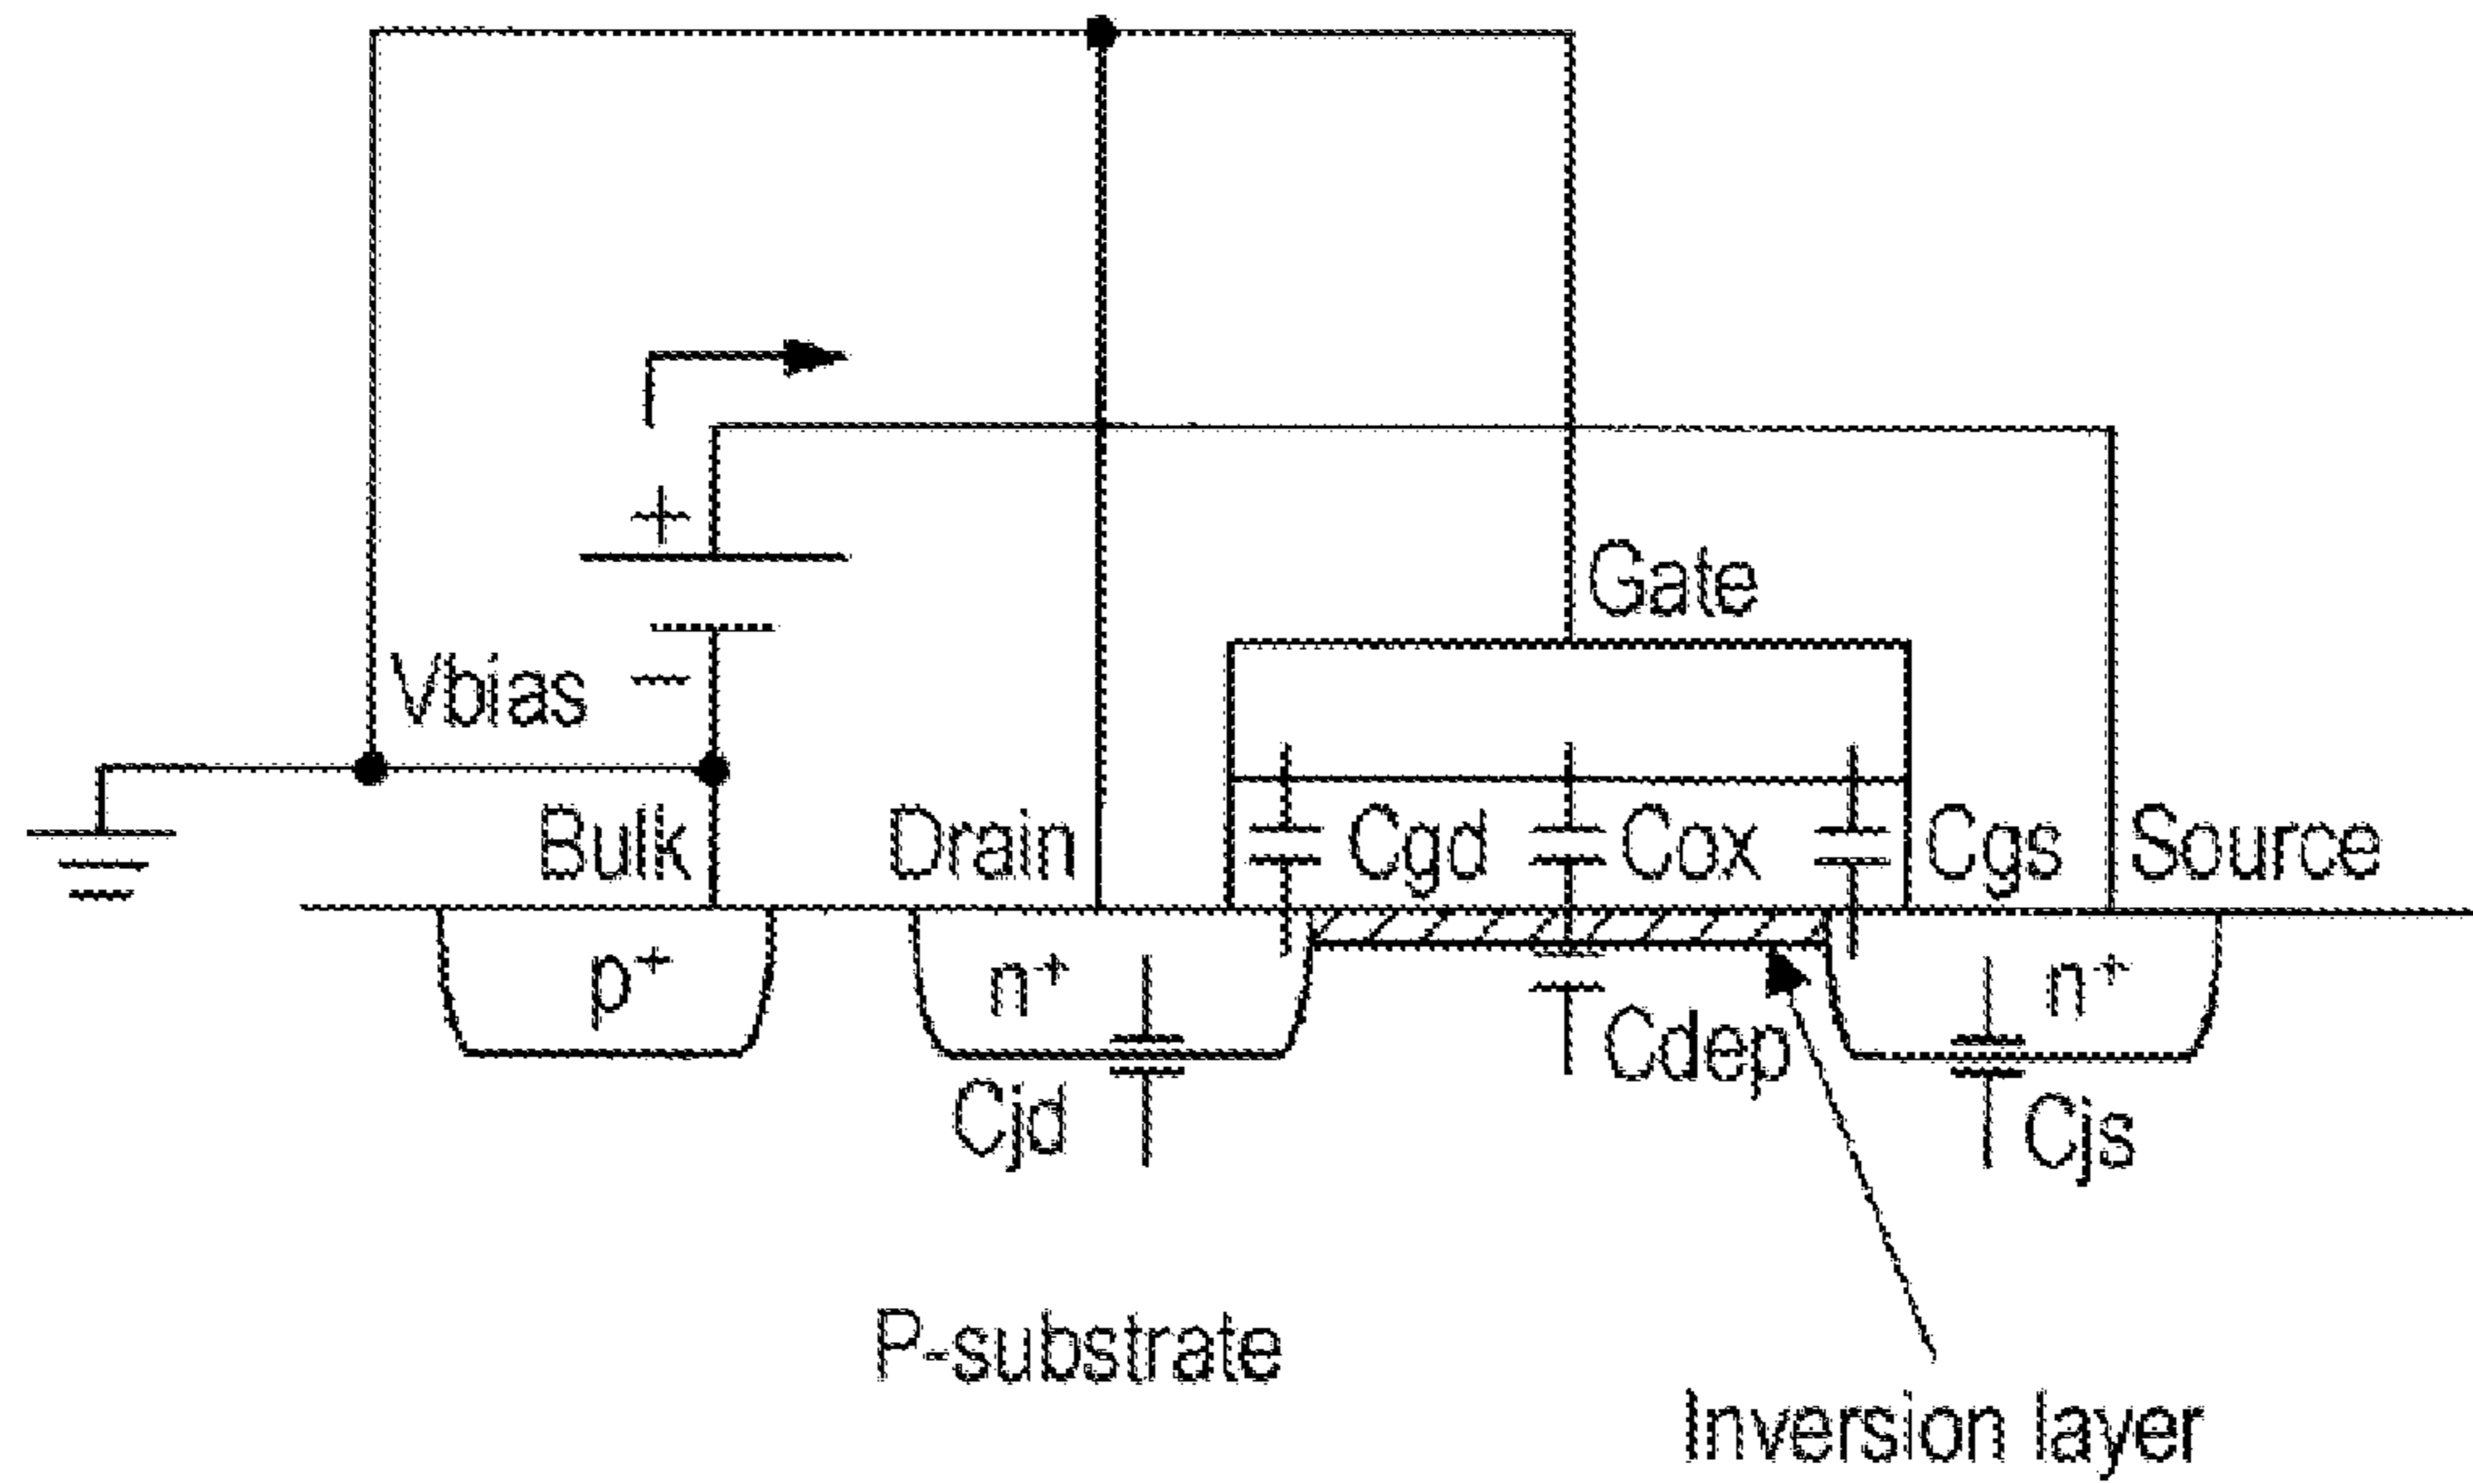 Gate
+
Vbias
−
Bulk
Drain
Cgd
Cox
Cgs
Source
p⁺
n⁺
n⁺
Cdep
Cjd
Cjs
P-substrate
Inversion layer